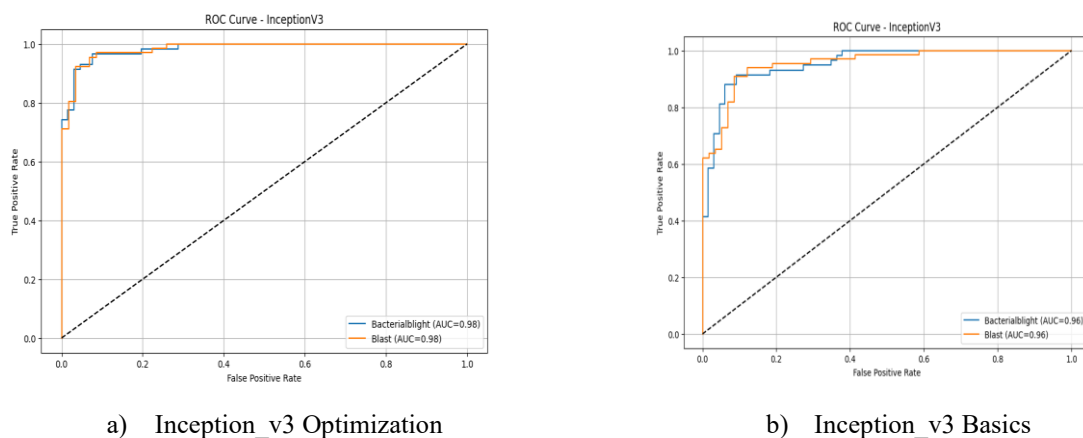 ROC Curve - InceptionV3
1.0
0.8
0.6
0.4
0.2
0.0
True Positive Rate
Bacterialblight (AUC=0.98)
Blast (AUC=0.98)
0.0 0.2 0.4 0.6 0.8 1.0
False Positive Rate
a) Inception_v3 Optimization
ROC Curve - InceptionV3
1.0
0.8
0.6
0.4
0.2
0.0
True Positive Rate
Bacterialblight (AUC=0.96)
Blast (AUC=0.96)
0.0 0.2 0.4 0.6 0.8 1.0
False Positive Rate
b) Inception_v3 Basics